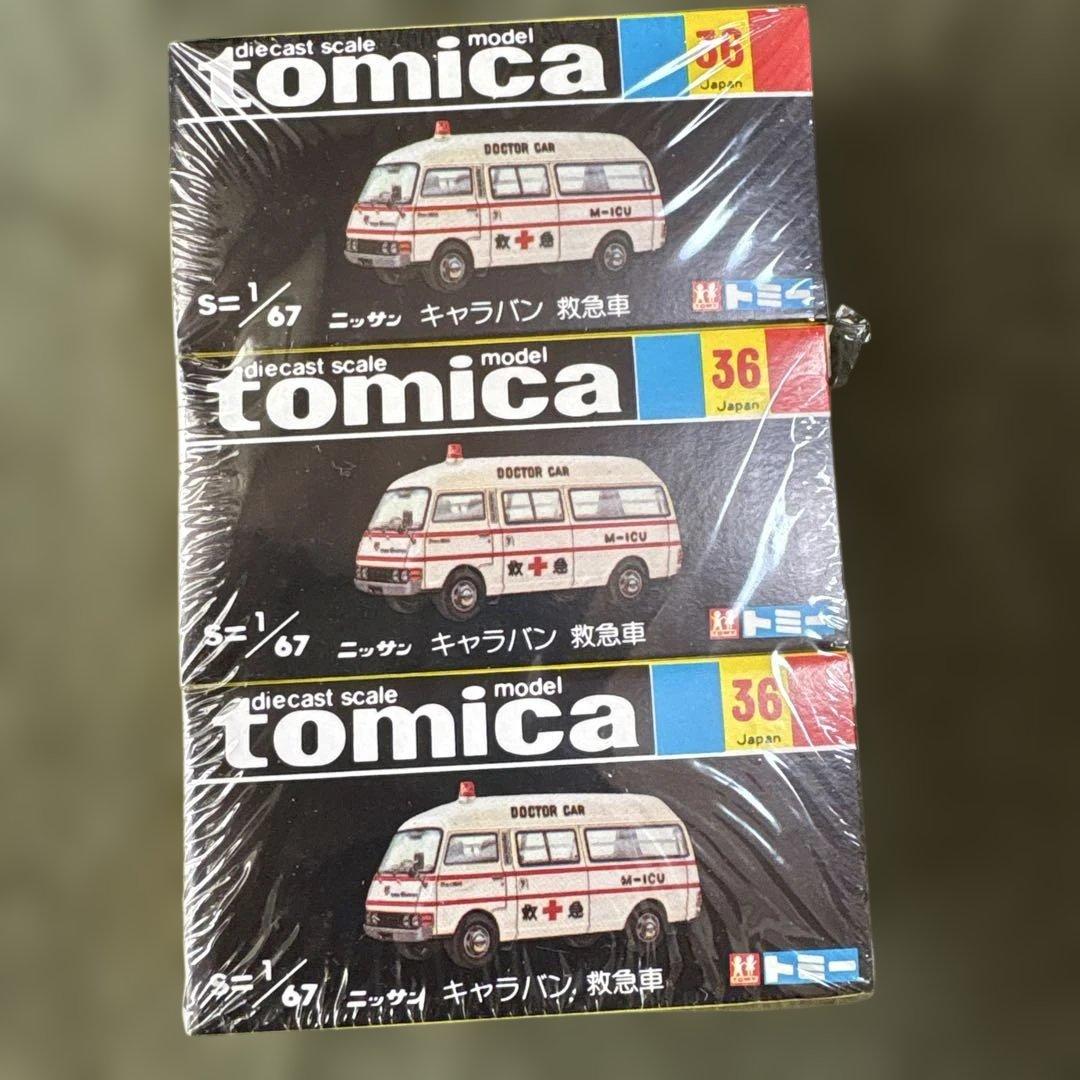 diecast scale model
tomica
36
Japan
DOCTOR CAR
M-ICU
救急
S=1/67 ニッサン キャラバン 救急車
TOMY トミー
diecast scale model
tomica
36
Japan
DOCTOR CAR
M-ICU
救急
S=1/67 ニッサン キャラバン 救急車
TOMY トミー
diecast scale model
tomica
36
Japan
DOCTOR CAR
M-ICU
救急
S=1/67 ニッサン キャラバン 救急車
TOMY トミー